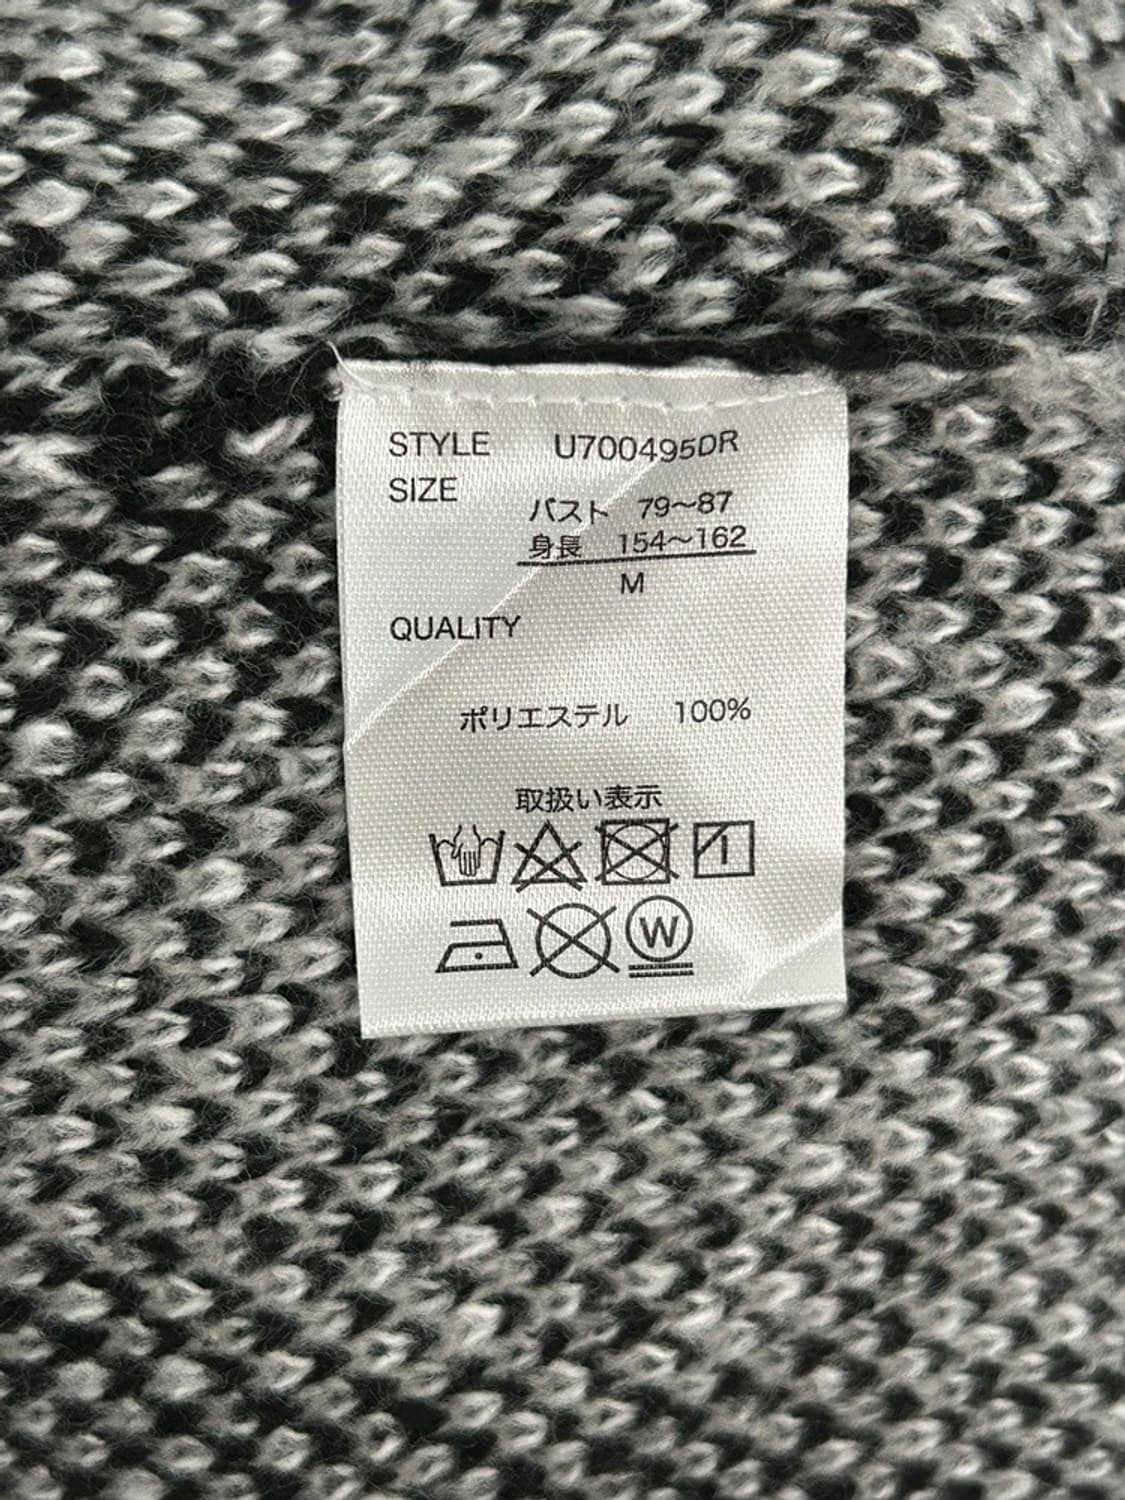 STYLE U700495DR
SIZE
バスト 79～87
身長 154～162
M
QUALITY
ポリエステル 100%
取扱い表示
W